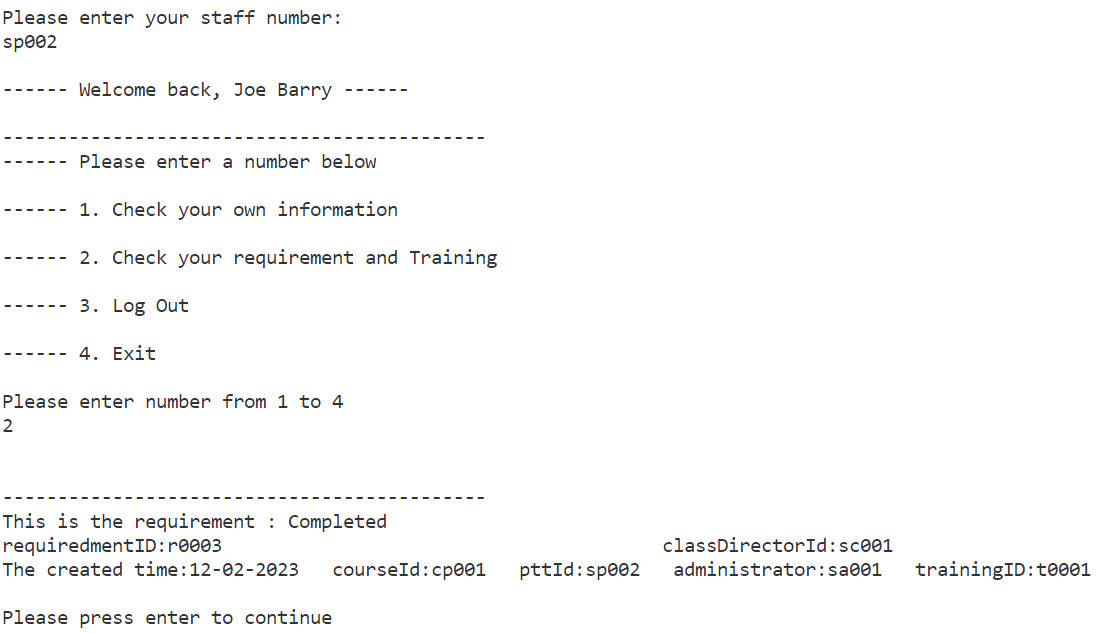 Please enter your staff number:
sp002
------ Welcome back, Joe Barry ------
--------------------------------------------
------ Please enter a number below
------ 1. Check your own information
------ 2. Check your requirement and Training
------ 3. Log Out
------ 4. Exit
Please enter number from 1 to 4
2
--------------------------------------------
This is the requirement : Completed
requiredmentID:r0003                                        classDirectorId:sc001
The created time:12-02-2023   courseId:cp001   pttId:sp002   administrator:sa001   trainingID:t0001
Please press enter to continue